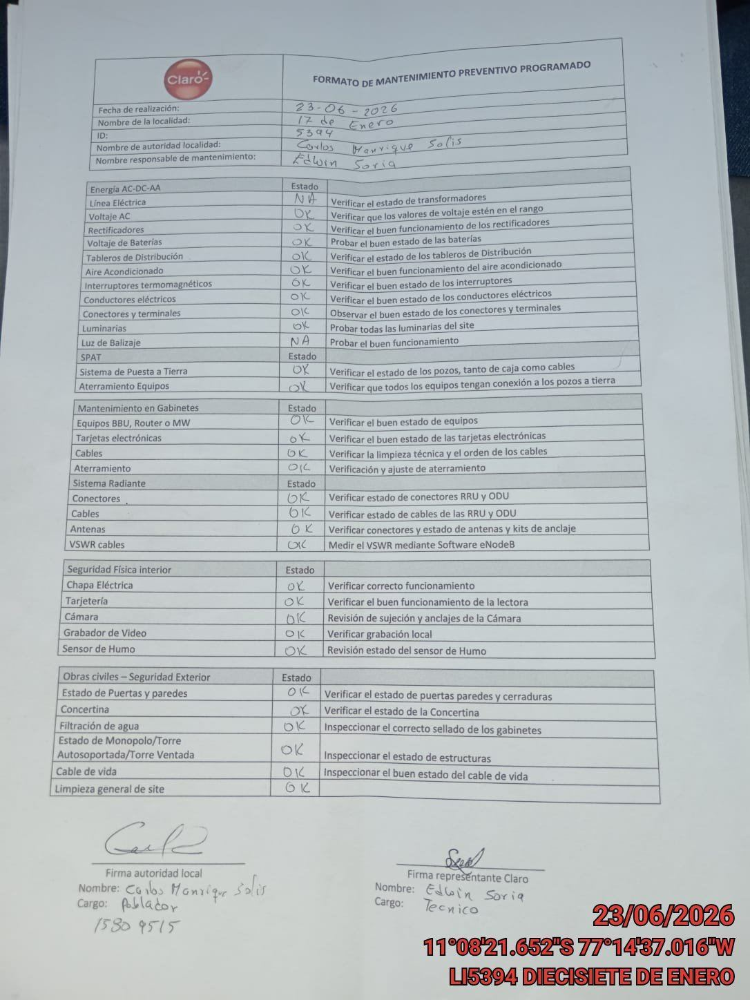 Claro
FORMATO DE MANTENIMIENTO PREVENTIVO PROGRAMADO
Fecha de realización: 23-06-2026
Nombre de la localidad: 17 de Enero
ID: 5394
Nombre de autoridad localidad: Carlos Manrique Solis
Nombre responsable de mantenimiento: Edwin Soria
Energía AC-DC-AA Estado
Línea Eléctrica NA Verificar el estado de transformadores
Voltaje AC OK Verificar que los valores de voltaje estén en el rango
Rectificadores OK Verificar el buen funcionamiento de los rectificadores
Voltaje de Baterías OK Probar el buen estado de las baterías
Tableros de Distribución OK Verificar el estado de los tableros de Distribución
Aire Acondicionado OK Verificar el buen funcionamiento del aire acondicionado
Interruptores termomagnéticos OK Verificar el buen estado de los interruptores
Conductores eléctricos OK Verificar el buen estado de los conductores eléctricos
Conectores y terminales OK Observar el buen estado de los conectores y terminales
Luminarias OK Probar todas las luminarias del site
Luz de Balizaje NA Probar el buen funcionamiento
SPAT Estado
Sistema de Puesta a Tierra OK Verificar el estado de los pozos, tanto de caja como cables
Aterramiento Equipos OK Verificar que todos los equipos tengan conexión a los pozos a tierra
Mantenimiento en Gabinetes Estado
Equipos BBU, Router o MW OK Verificar el buen estado de equipos
Tarjetas electrónicas OK Verificar el buen estado de las tarjetas electrónicas
Cables OK Verificar la limpieza técnica y el orden de los cables
Aterramiento OK Verificación y ajuste de aterramiento
Sistema Radiante Estado
Conectores OK Verificar estado de conectores RRU y ODU
Cables OK Verificar estado de cables de las RRU y ODU
Antenas OK Verificar conectores y estado de antenas y kits de anclaje
VSWR cables OK Medir el VSWR mediante Software eNodeB
Seguridad Física interior Estado
Chapa Eléctrica OK Verificar correcto funcionamiento
Tarjetería OK Verificar el buen funcionamiento de la lectora
Cámara OK Revisión de sujeción y anclajes de la Cámara
Grabador de Video OK Verificar grabación local
Sensor de Humo OK Revisión estado del sensor de Humo
Obras civiles – Seguridad Exterior Estado
Estado de Puertas y paredes OK Verificar el estado de puertas paredes y cerraduras
Concertina OK Verificar el estado de la Concertina
Filtración de agua OK Inspeccionar el correcto sellado de los gabinetes
Estado de Monopolo/Torre
Autosoportada/Torre Ventada OK Inspeccionar el estado de estructuras
Cable de vida OK Inspeccionar el buen estado del cable de vida
Limpieza general de site OK
Firma autoridad local
Nombre: Carlos Manrique Solis
Cargo: Poblador
15809515
Firma representante Claro
Nombre: Edwin Soria
Cargo: Tecnico
23/06/2026
11°08'21.652"S 77°14'37.016"W
LI5394 DIECISIETE DE ENERO